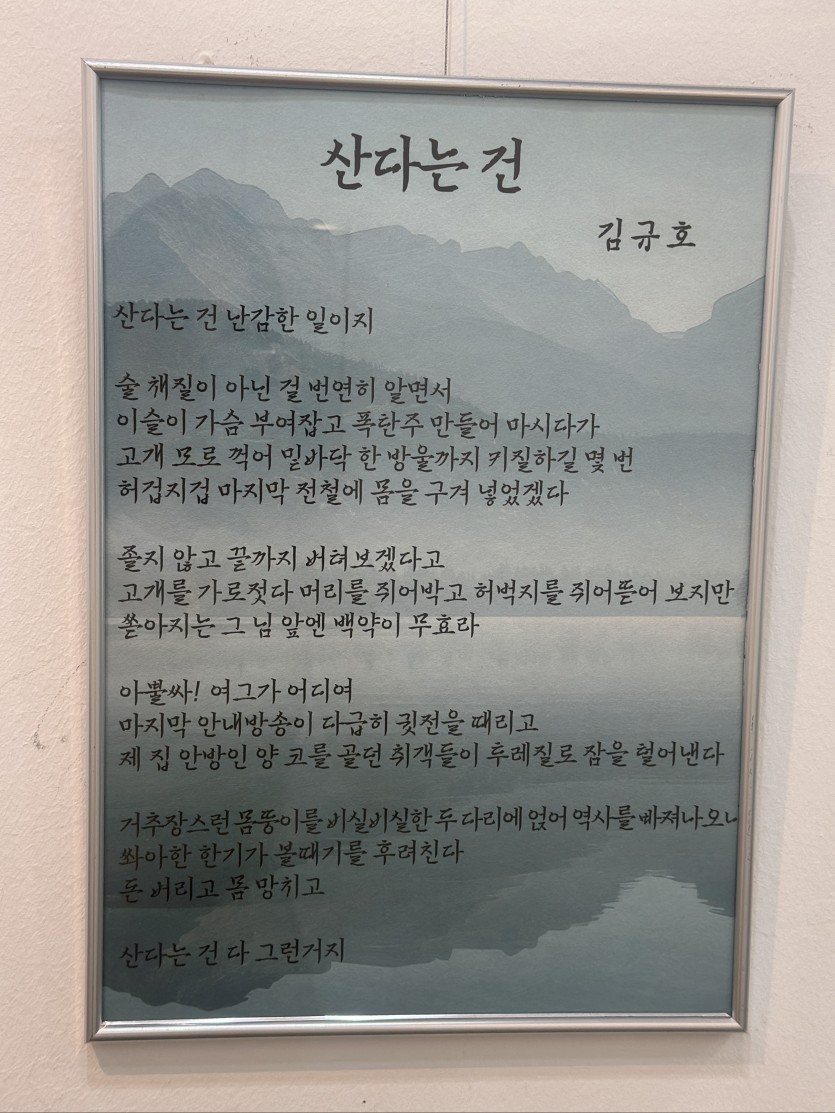 산다는 건
김규호
산다는 건 난감한 일이지
술 채질이 아닌 걸 번연히 알면서
이슬이 가슴 부여잡고 폭탄주 만들어 마시다가
고개 모로 꺽어 밑바닥 한 방울까지 키질하길 몇 번
허겁지겁 마지막 전철에 몸을 구겨 넣었겠다
졸지 않고 끝까지 버텨보겠다고
고개를 가로젓다 머리를 쥐어박고 허벅지를 쥐어뜯어 보지만
쏟아지는 그 님 앞엔 백약이 무효라
아뿔싸! 여그가 어디여
마지막 안내방송이 다급히 귓전을 때리고
제 집 안방인 양 코를 골던 취객들이 투레질로 잠을 털어낸다
거추장스런 몸뚱이를 비실비실한 두 다리에 얹어 역사를 빠져나오니
쏴아한 한기가 볼때기를 후려친다
돈 버리고 몸 망치고
산다는 건 다 그런거지